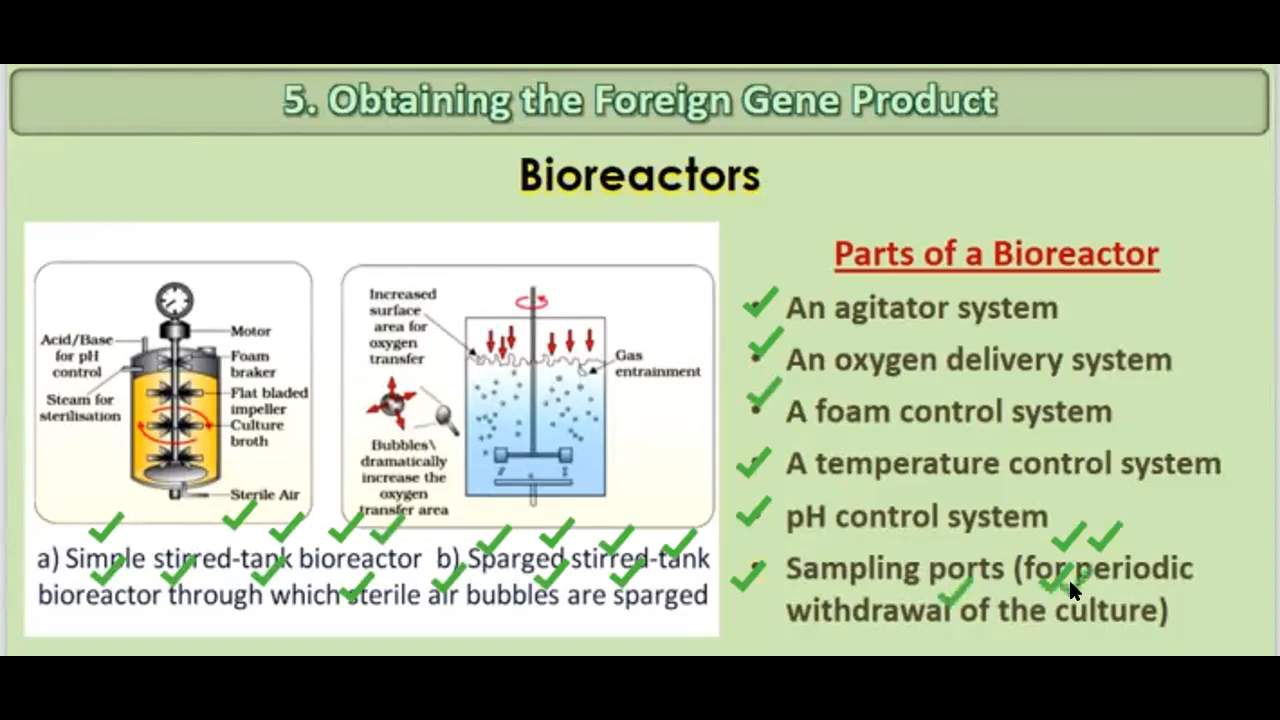 5. Obtaining the Foreign Gene Product
Bioreactors
Acid/Base
for pH
control
Steam for
sterilisation
Motor
Foam
braker
Flat bladed
impeller
Culture
broth
Sterile Air
Increased
surface
area for
oxygen
transfer
Gas
entrainment
Bubbles\
dramatically
increase the
oxygen
transfer area
a) Simple stirred-tank bioreactor b) Sparged stirred-tank
bioreactor through which sterile air bubbles are sparged
Parts of a Bioreactor
• An agitator system
• An oxygen delivery system
• A foam control system
• A temperature control system
• pH control system
• Sampling ports (for periodic
withdrawal of the culture)